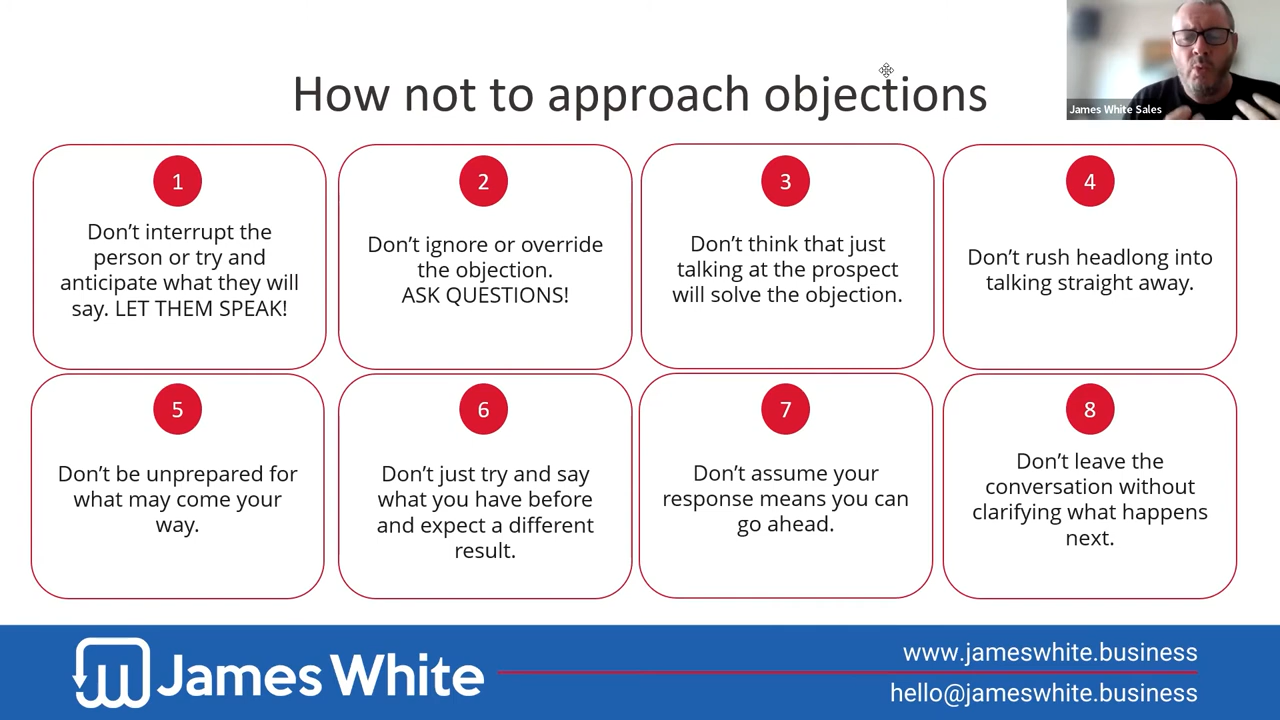 How not to approach objections
James White Sales
1
Don't interrupt the
person or try and
anticipate what they will
say. LET THEM SPEAK!
2
Don't ignore or override
the objection.
ASK QUESTIONS!
3
Don't think that just
talking at the prospect
will solve the objection.
4
Don't rush headlong into
talking straight away.
5
Don't be unprepared for
what may come your
way.
6
Don't just try and say
what you have before
and expect a different
result.
7
Don't assume your
response means you can
go ahead.
8
Don't leave the
conversation without
clarifying what happens
next.
James White
www.jameswhite.business
hello@jameswhite.business